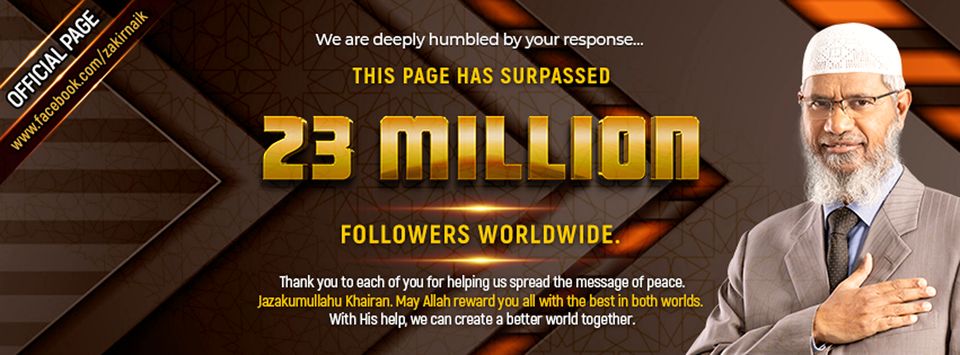 OFFICIAL PAGE
www.facebook.com/zakirnaik
We are deeply humbled by your response...
THIS PAGE HAS SURPASSED
23 MILLION
FOLLOWERS WORLDWIDE.
Thank you to each of you for helping us spread the message of peace.
Jazakumullahu Khairan. May Allah reward you all with the best in both worlds.
With His help, we can create a better world together.